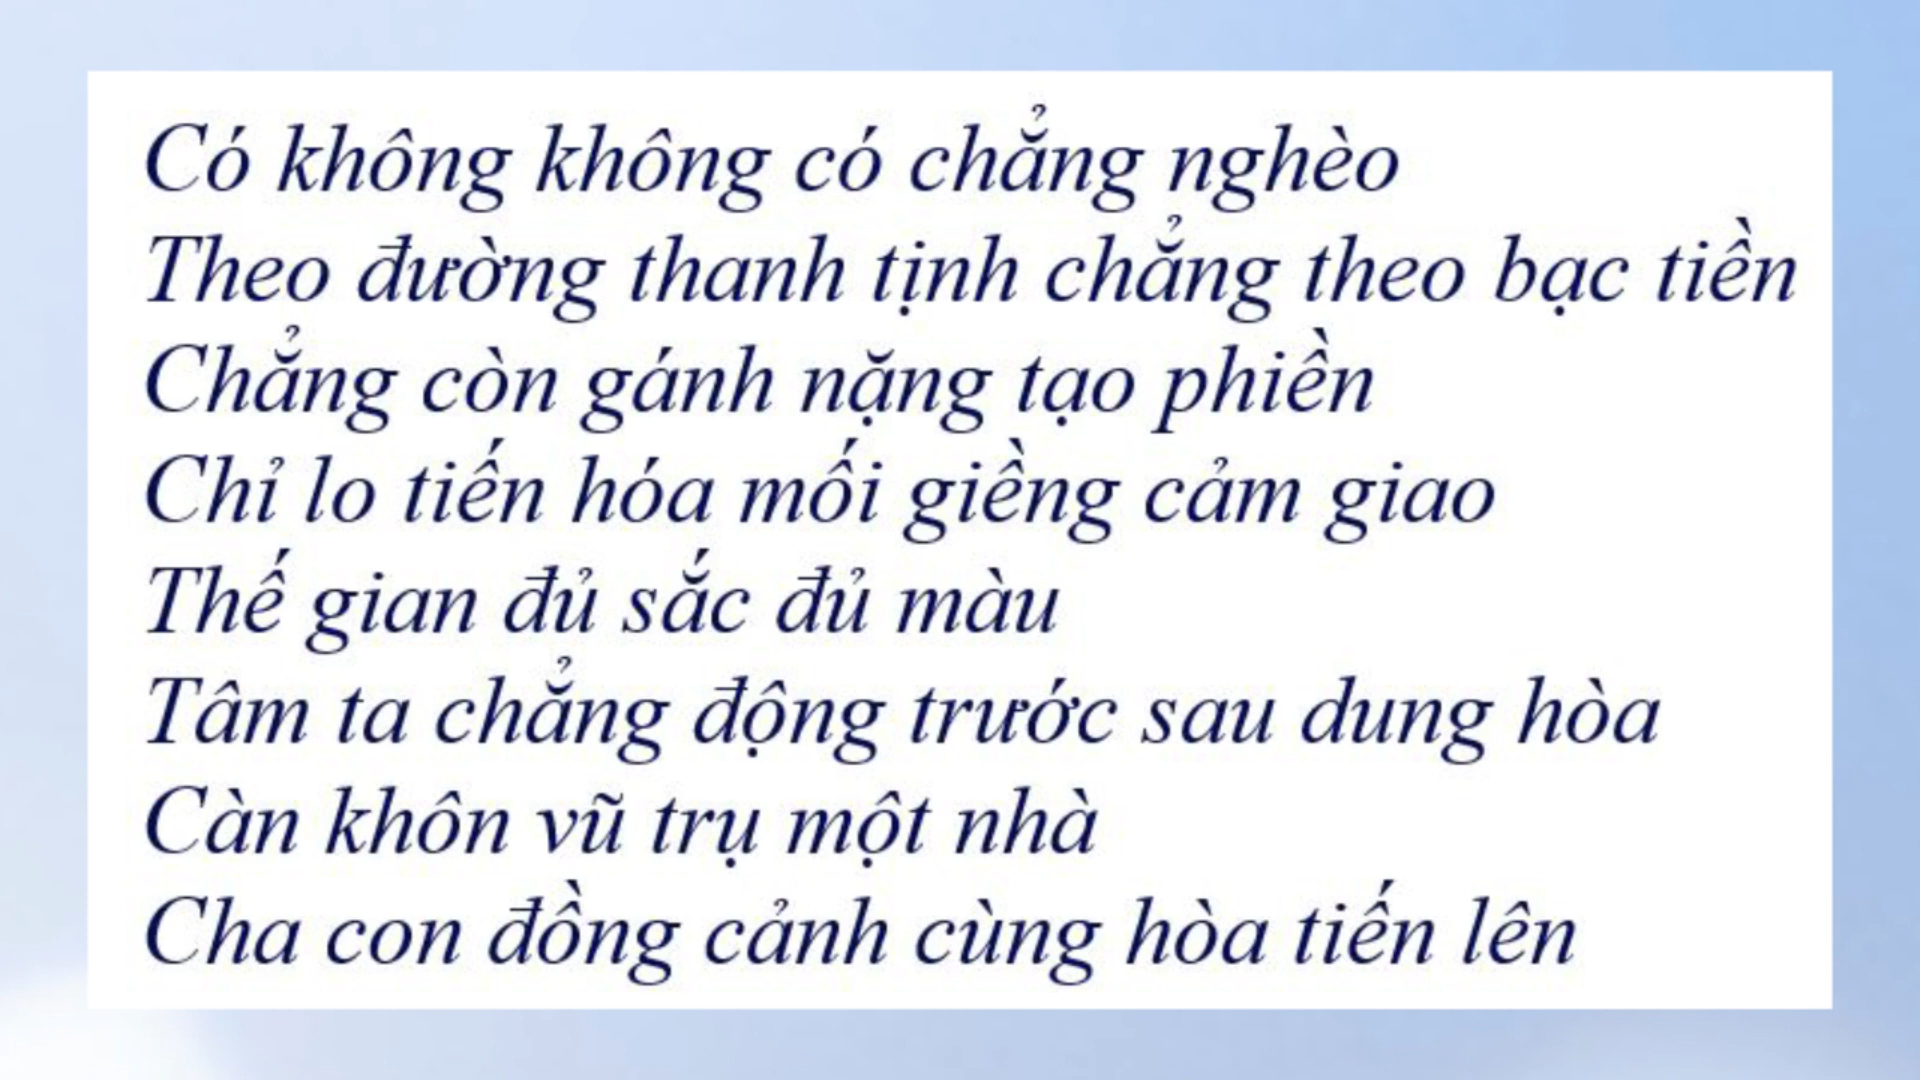 Có không không có chẳng nghèo
Theo đường thanh tịnh chẳng theo bạc tiền
Chẳng còn gánh nặng tạo phiền
Chỉ lo tiến hóa mối giềng cảm giao
Thế gian đủ sắc đủ màu
Tâm ta chẳng động trước sau dung hòa
Càn khôn vũ trụ một nhà
Cha con đồng cảnh cùng hòa tiến lên